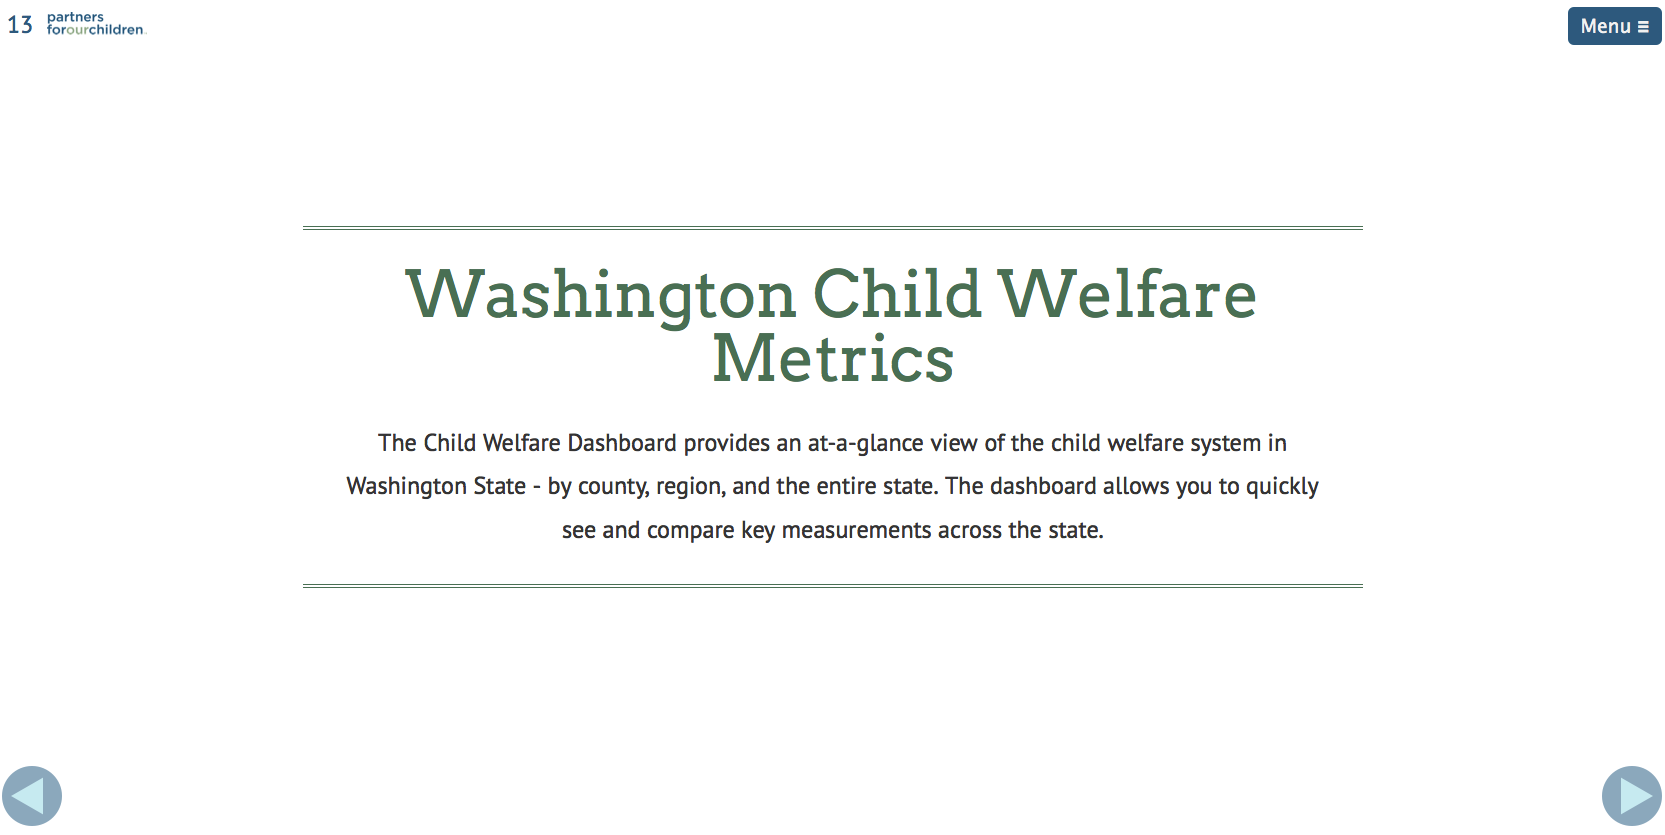 13
partners
forourchildren.
Menu
Washington Child Welfare
Metrics
The Child Welfare Dashboard provides an at-a-glance view of the child welfare system in
Washington State - by county, region, and the entire state. The dashboard allows you to quickly
see and compare key measurements across the state.